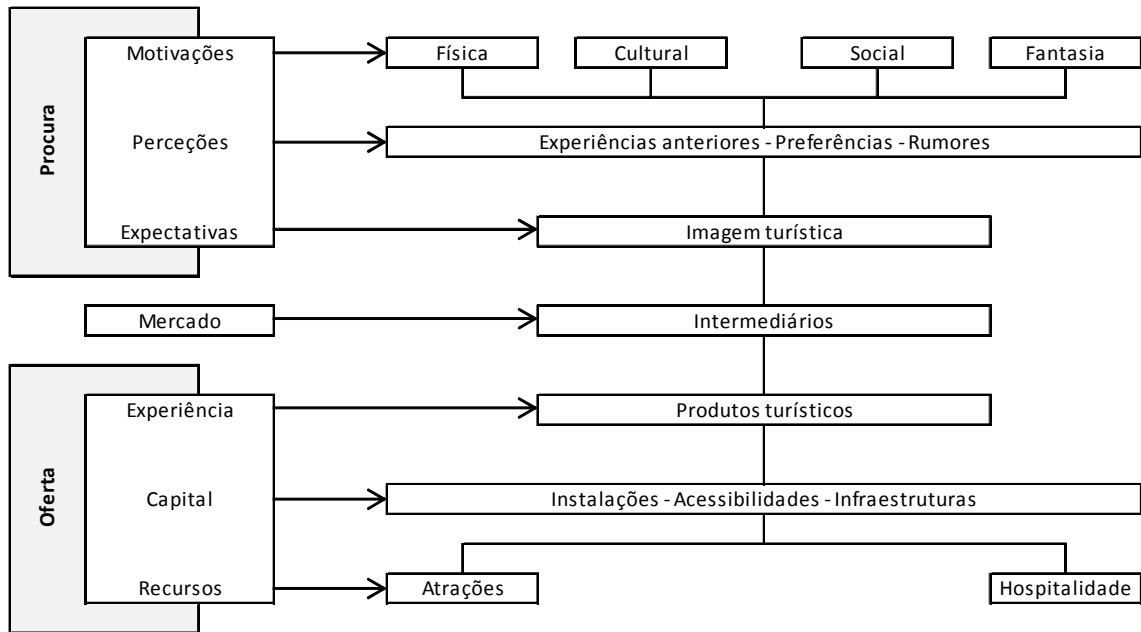 Procura
Motivações
Física
Cultural
Social
Fantasia
Perceções
Experiências anteriores - Preferências - Rumores
Expectativas
Imagem turística
Mercado
Intermediários
Oferta
Experiência
Produtos turísticos
Capital
Instalações - Acessibilidades - Infraestruturas
Recursos
Atrações
Hospitalidade